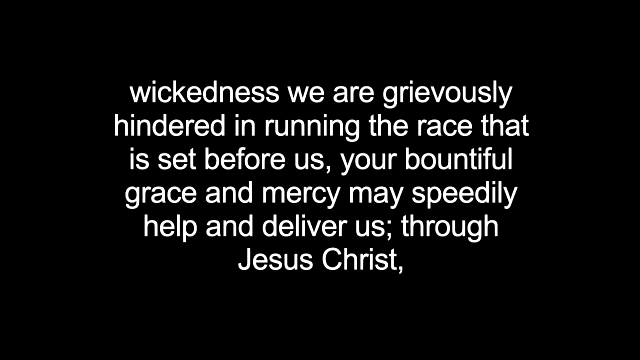 wickedness we are grievously
hindered in running the race that
is set before us, your bountiful
grace and mercy may speedily
help and deliver us; through
Jesus Christ,